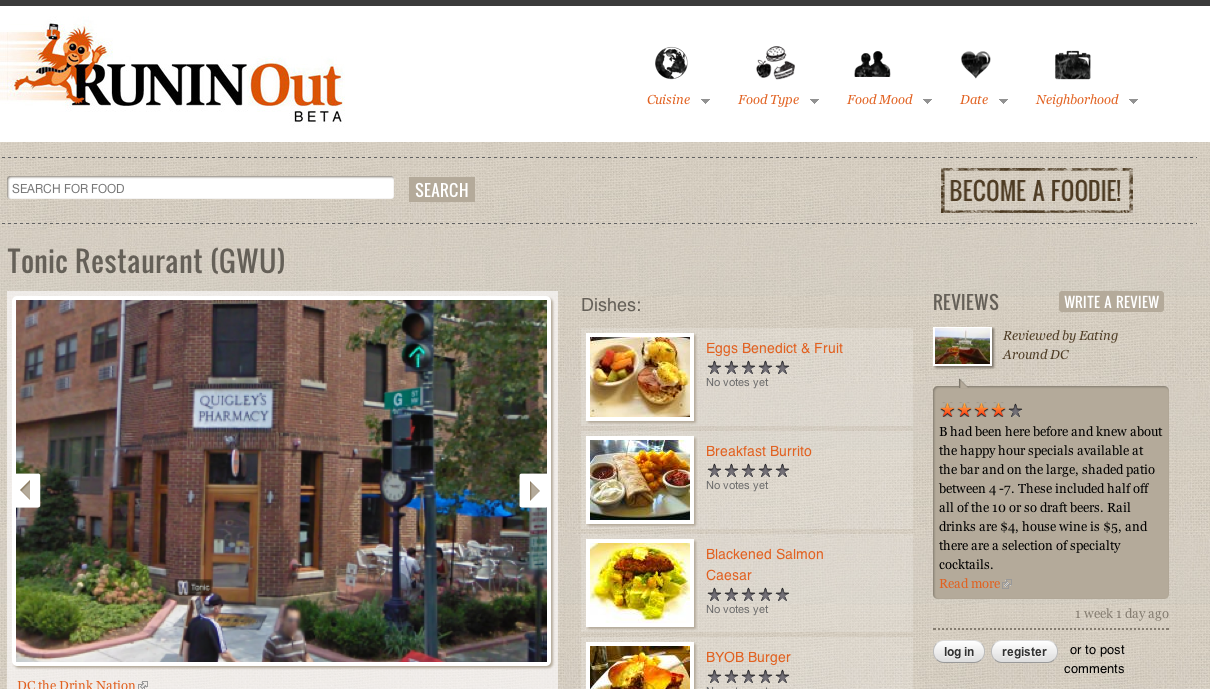 RUNINOut
BETA
Cuisine
Food Type
Food Mood
Date
Neighborhood
SEARCH FOR FOOD
SEARCH
BECOME A FOODIE!
Tonic Restaurant (GWU)
QUIGLEY'S
PHARMACY
G ST
Tonic
DC the Drink Nation
Dishes:
Eggs Benedict & Fruit
No votes yet
Breakfast Burrito
No votes yet
Blackened Salmon
Caesar
No votes yet
BYOB Burger
REVIEWS
WRITE A REVIEW
Reviewed by Eating
Around DC
B had been here before and knew about
the happy hour specials available at
the bar and on the large, shaded patio
between 4 -7. These included half off
all of the 10 or so draft beers. Rail
drinks are $4, house wine is $5, and
there are a selection of specialty
cocktails.
Read more
1 week 1 day ago
log in
register
or to post
comments